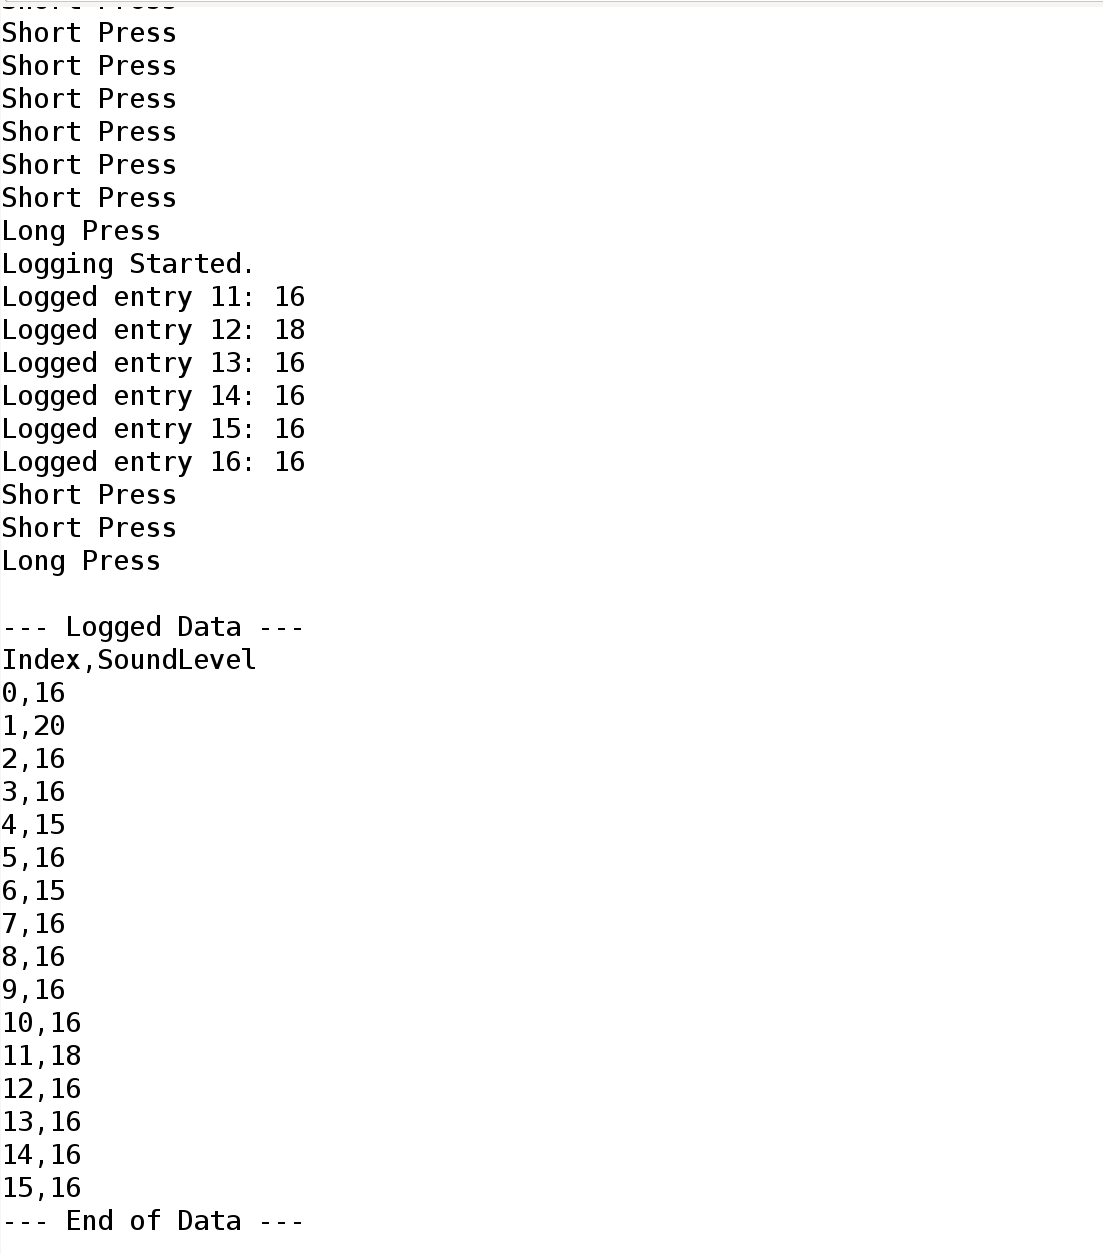 Short Press
Short Press
Short Press
Short Press
Short Press
Short Press
Short Press
Long Press
Logging Started.
Logged entry 11: 16
Logged entry 12: 18
Logged entry 13: 16
Logged entry 14: 16
Logged entry 15: 16
Logged entry 16: 16
Short Press
Short Press
Long Press
--- Logged Data ---
Index,SoundLevel
0,16
1,20
2,16
3,16
4,15
5,16
6,15
7,16
8,16
9,16
10,16
11,18
12,16
13,16
14,16
15,16
--- End of Data ---